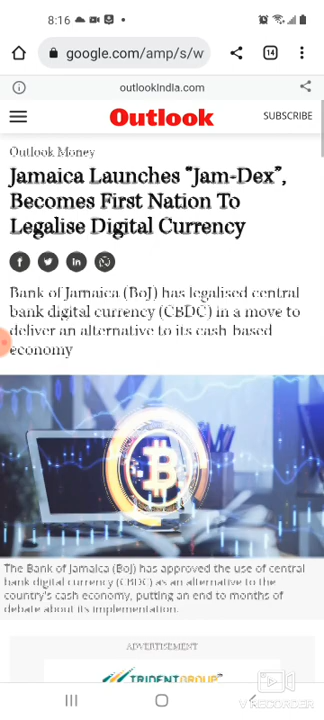 8:16
14
google.com/amp/s/w
outlookindia.com
Outlook
SUBSCRIBE
Outlook Money
Jamaica Launches “Jam-Dex”,
Becomes First Nation To
Legalise Digital Currency
Bank of Jamaica (BoJ) has legalised central
bank digital currency (CBDC) in a move to
deliver an alternative to its cash-based
economy
The Bank of Jamaica (BoJ) has approved the use of central
bank digital currency (CBDC) as an alternative to the
country's cash economy, putting an end to months of
debate about its implementation.
ADVERTISEMENT
TRIDENTGROUP
RECORDER